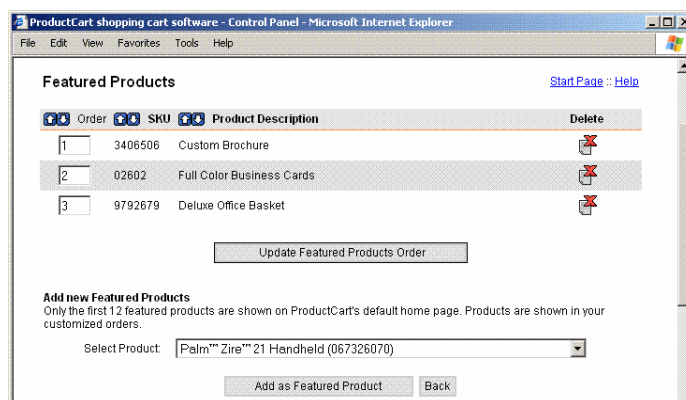 ProductCart shopping cart software - Control Panel - Microsoft Internet Explorer
File Edit View Favorites Tools Help
Featured Products
Start Page :: Help
Order SKU Product Description Delete
1 3406506 Custom Brochure
2 02602 Full Color Business Cards
3 9792679 Deluxe Office Basket
Update Featured Products Order
Add new Featured Products
Only the first 12 featured products are shown on ProductCart's default home page. Products are shown in your
customized orders.
Select Product: Palm™ Zire™ 21 Handheld (067326070)
Add as Featured Product Back